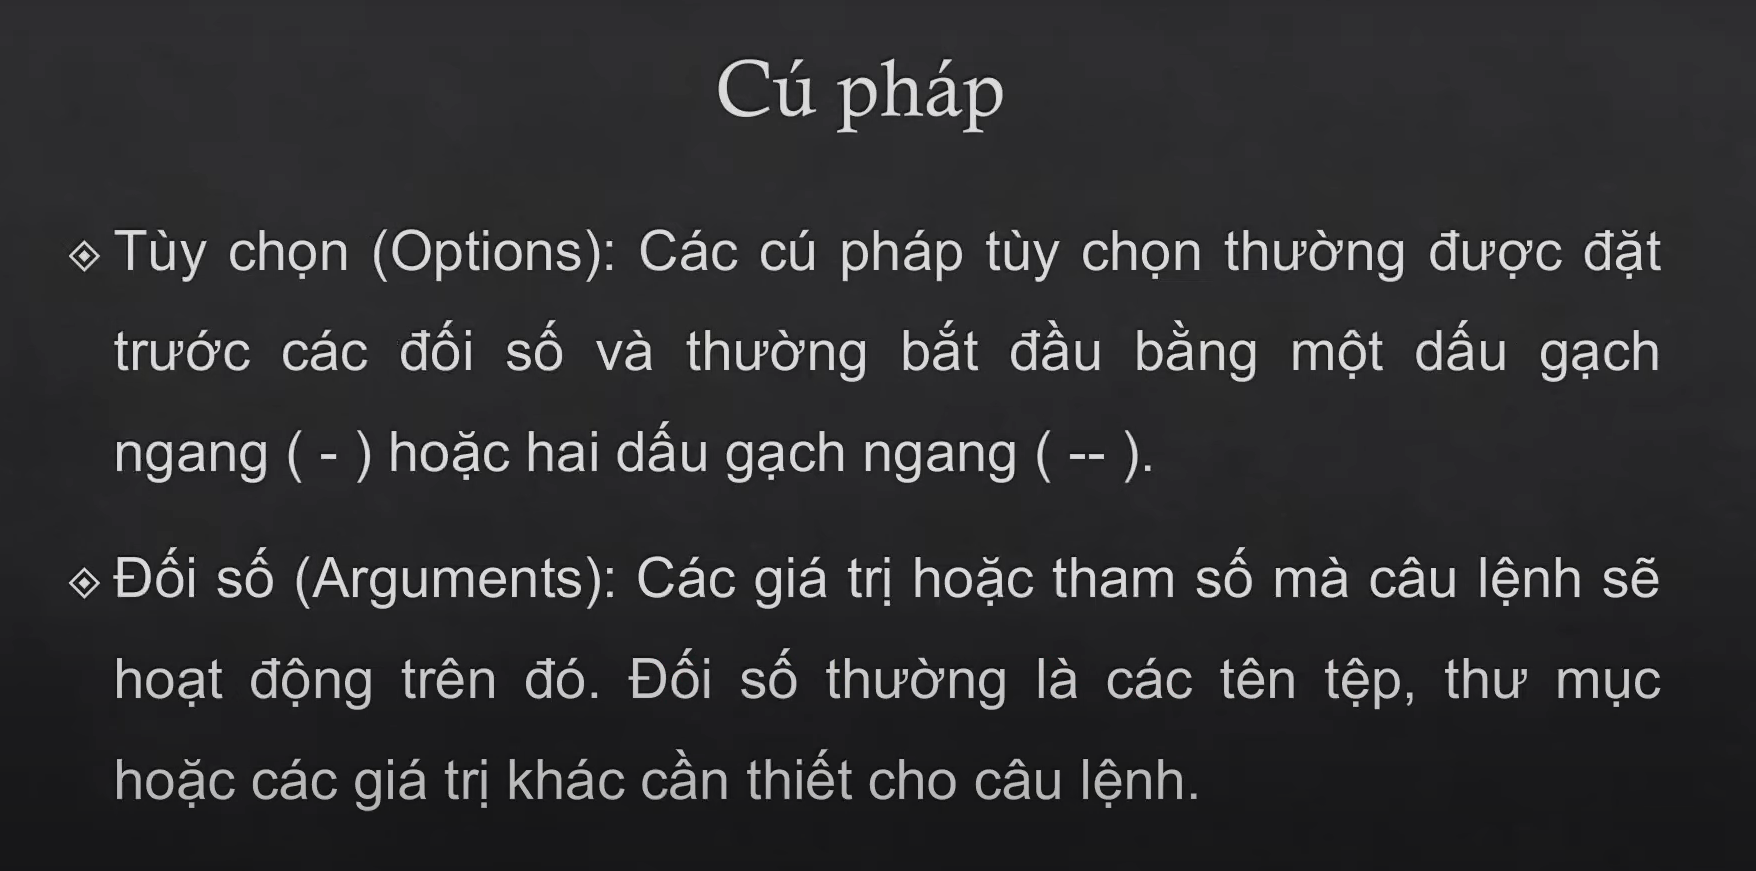 Cú pháp
Tùy chọn (Options): Các cú pháp tùy chọn thường được đặt
trước các đối số và thường bắt đầu bằng một dấu gạch
ngang ( - ) hoặc hai dấu gạch ngang ( -- ).
Đối số (Arguments): Các giá trị hoặc tham số mà câu lệnh sẽ
hoạt động trên đó. Đối số thường là các tên tệp, thư mục
hoặc các giá trị khác cần thiết cho câu lệnh.